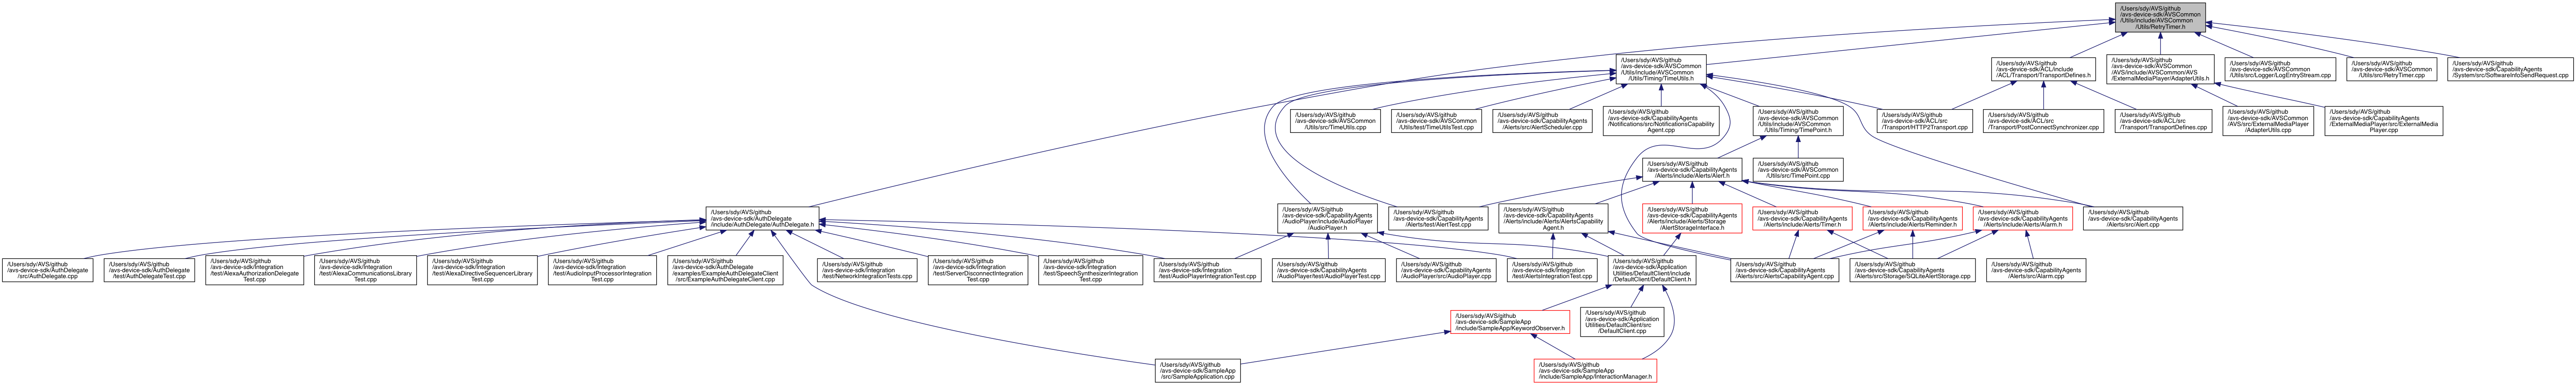 /Users/sdy/AVS/github
/avs-device-sdk/AVSCommon
/Utils/include/AVSCommon
/Utils/RetryTimer.h
/Users/sdy/AVS/github
/avs-device-sdk/AVSCommon
/Utils/include/AVSCommon
/Utils/Timing/TimeUtils.h
/Users/sdy/AVS/github
/avs-device-sdk/ACL/include
/ACL/Transport/TransportDefines.h
/Users/sdy/AVS/github
/avs-device-sdk/AVSCommon
/AVS/include/AVSCommon/AVS
/ExternalMediaPlayer/AdapterUtils.h
/Users/sdy/AVS/github
/avs-device-sdk/AVSCommon
/Utils/src/Logger/LogEntryStream.cpp
/Users/sdy/AVS/github
/avs-device-sdk/AVSCommon
/Utils/src/RetryTimer.cpp
/Users/sdy/AVS/github
/avs-device-sdk/CapabilityAgents
/System/src/SoftwareInfoSendRequest.cpp
/Users/sdy/AVS/github
/avs-device-sdk/AVSCommon
/Utils/src/TimeUtils.cpp
/Users/sdy/AVS/github
/avs-device-sdk/AVSCommon
/Utils/test/TimeUtilsTest.cpp
/Users/sdy/AVS/github
/avs-device-sdk/CapabilityAgents
/Alerts/src/AlertScheduler.cpp
/Users/sdy/AVS/github
/avs-device-sdk/CapabilityAgents
/Notifications/src/NotificationsCapability
Agent.cpp
/Users/sdy/AVS/github
/avs-device-sdk/AVSCommon
/Utils/include/AVSCommon
/Utils/Timing/TimePoint.h
/Users/sdy/AVS/github
/avs-device-sdk/ACL/src
/Transport/HTTP2Transport.cpp
/Users/sdy/AVS/github
/avs-device-sdk/ACL/src
/Transport/PostConnectSynchronizer.cpp
/Users/sdy/AVS/github
/avs-device-sdk/ACL/src
/Transport/TransportDefines.cpp
/Users/sdy/AVS/github
/avs-device-sdk/AVSCommon
/AVS/src/ExternalMediaPlayer
/AdapterUtils.cpp
/Users/sdy/AVS/github
/avs-device-sdk/CapabilityAgents
/ExternalMediaPlayer/src/ExternalMedia
Player.cpp
/Users/sdy/AVS/github
/avs-device-sdk/CapabilityAgents
/Alerts/include/Alerts/Alert.h
/Users/sdy/AVS/github
/avs-device-sdk/AVSCommon
/Utils/src/TimePoint.cpp
/Users/sdy/AVS/github
/avs-device-sdk/AuthDelegate
/include/AuthDelegate/AuthDelegate.h
/Users/sdy/AVS/github
/avs-device-sdk/CapabilityAgents
/AudioPlayer/include/AudioPlayer
/AudioPlayer.h
/Users/sdy/AVS/github
/avs-device-sdk/CapabilityAgents
/Alerts/test/AlertTest.cpp
/Users/sdy/AVS/github
/avs-device-sdk/CapabilityAgents
/Alerts/include/Alerts/AlertsCapability
Agent.h
/Users/sdy/AVS/github
/avs-device-sdk/CapabilityAgents
/Alerts/include/Alerts/Storage
/AlertStorageInterface.h
/Users/sdy/AVS/github
/avs-device-sdk/CapabilityAgents
/Alerts/include/Alerts/Timer.h
/Users/sdy/AVS/github
/avs-device-sdk/CapabilityAgents
/Alerts/include/Alerts/Reminder.h
/Users/sdy/AVS/github
/avs-device-sdk/CapabilityAgents
/Alerts/include/Alerts/Alarm.h
/Users/sdy/AVS/github
/avs-device-sdk/CapabilityAgents
/Alerts/src/Alert.cpp
/Users/sdy/AVS/github
/avs-device-sdk/AuthDelegate
/src/AuthDelegate.cpp
/Users/sdy/AVS/github
/avs-device-sdk/AuthDelegate
/test/AuthDelegateTest.cpp
/Users/sdy/AVS/github
/avs-device-sdk/Integration
/test/AlexaAuthorizationDelegate
Test.cpp
/Users/sdy/AVS/github
/avs-device-sdk/Integration
/test/AlexaCommunicationsLibrary
Test.cpp
/Users/sdy/AVS/github
/avs-device-sdk/Integration
/test/AlexaDirectiveSequencerLibrary
Test.cpp
/Users/sdy/AVS/github
/avs-device-sdk/Integration
/test/AudioInputProcessorIntegration
Test.cpp
/Users/sdy/AVS/github
/avs-device-sdk/AuthDelegate
/examples/ExampleAuthDelegateClient
/src/ExampleAuthDelegateClient.cpp
/Users/sdy/AVS/github
/avs-device-sdk/Integration
/test/NetworkIntegrationTests.cpp
/Users/sdy/AVS/github
/avs-device-sdk/Integration
/test/ServerDisconnectIntegration
Test.cpp
/Users/sdy/AVS/github
/avs-device-sdk/Integration
/test/SpeechSynthesizerIntegration
Test.cpp
/Users/sdy/AVS/github
/avs-device-sdk/Integration
/test/AudioPlayerIntegrationTest.cpp
/Users/sdy/AVS/github
/avs-device-sdk/CapabilityAgents
/AudioPlayer/test/AudioPlayerTest.cpp
/Users/sdy/AVS/github
/avs-device-sdk/CapabilityAgents
/AudioPlayer/src/AudioPlayer.cpp
/Users/sdy/AVS/github
/avs-device-sdk/Integration
/test/AlertsIntegrationTest.cpp
/Users/sdy/AVS/github
/avs-device-sdk/Application
Utilities/DefaultClient/include
/DefaultClient/DefaultClient.h
/Users/sdy/AVS/github
/avs-device-sdk/CapabilityAgents
/Alerts/src/AlertsCapabilityAgent.cpp
/Users/sdy/AVS/github
/avs-device-sdk/CapabilityAgents
/Alerts/src/Storage/SQLiteAlertStorage.cpp
/Users/sdy/AVS/github
/avs-device-sdk/CapabilityAgents
/Alerts/src/Alarm.cpp
/Users/sdy/AVS/github
/avs-device-sdk/SampleApp
/include/SampleApp/KeywordObserver.h
/Users/sdy/AVS/github
/avs-device-sdk/Application
Utilities/DefaultClient/src
/DefaultClient.cpp
/Users/sdy/AVS/github
/avs-device-sdk/SampleApp
/src/SampleApplication.cpp
/Users/sdy/AVS/github
/avs-device-sdk/SampleApp
/include/SampleApp/InteractionManager.h